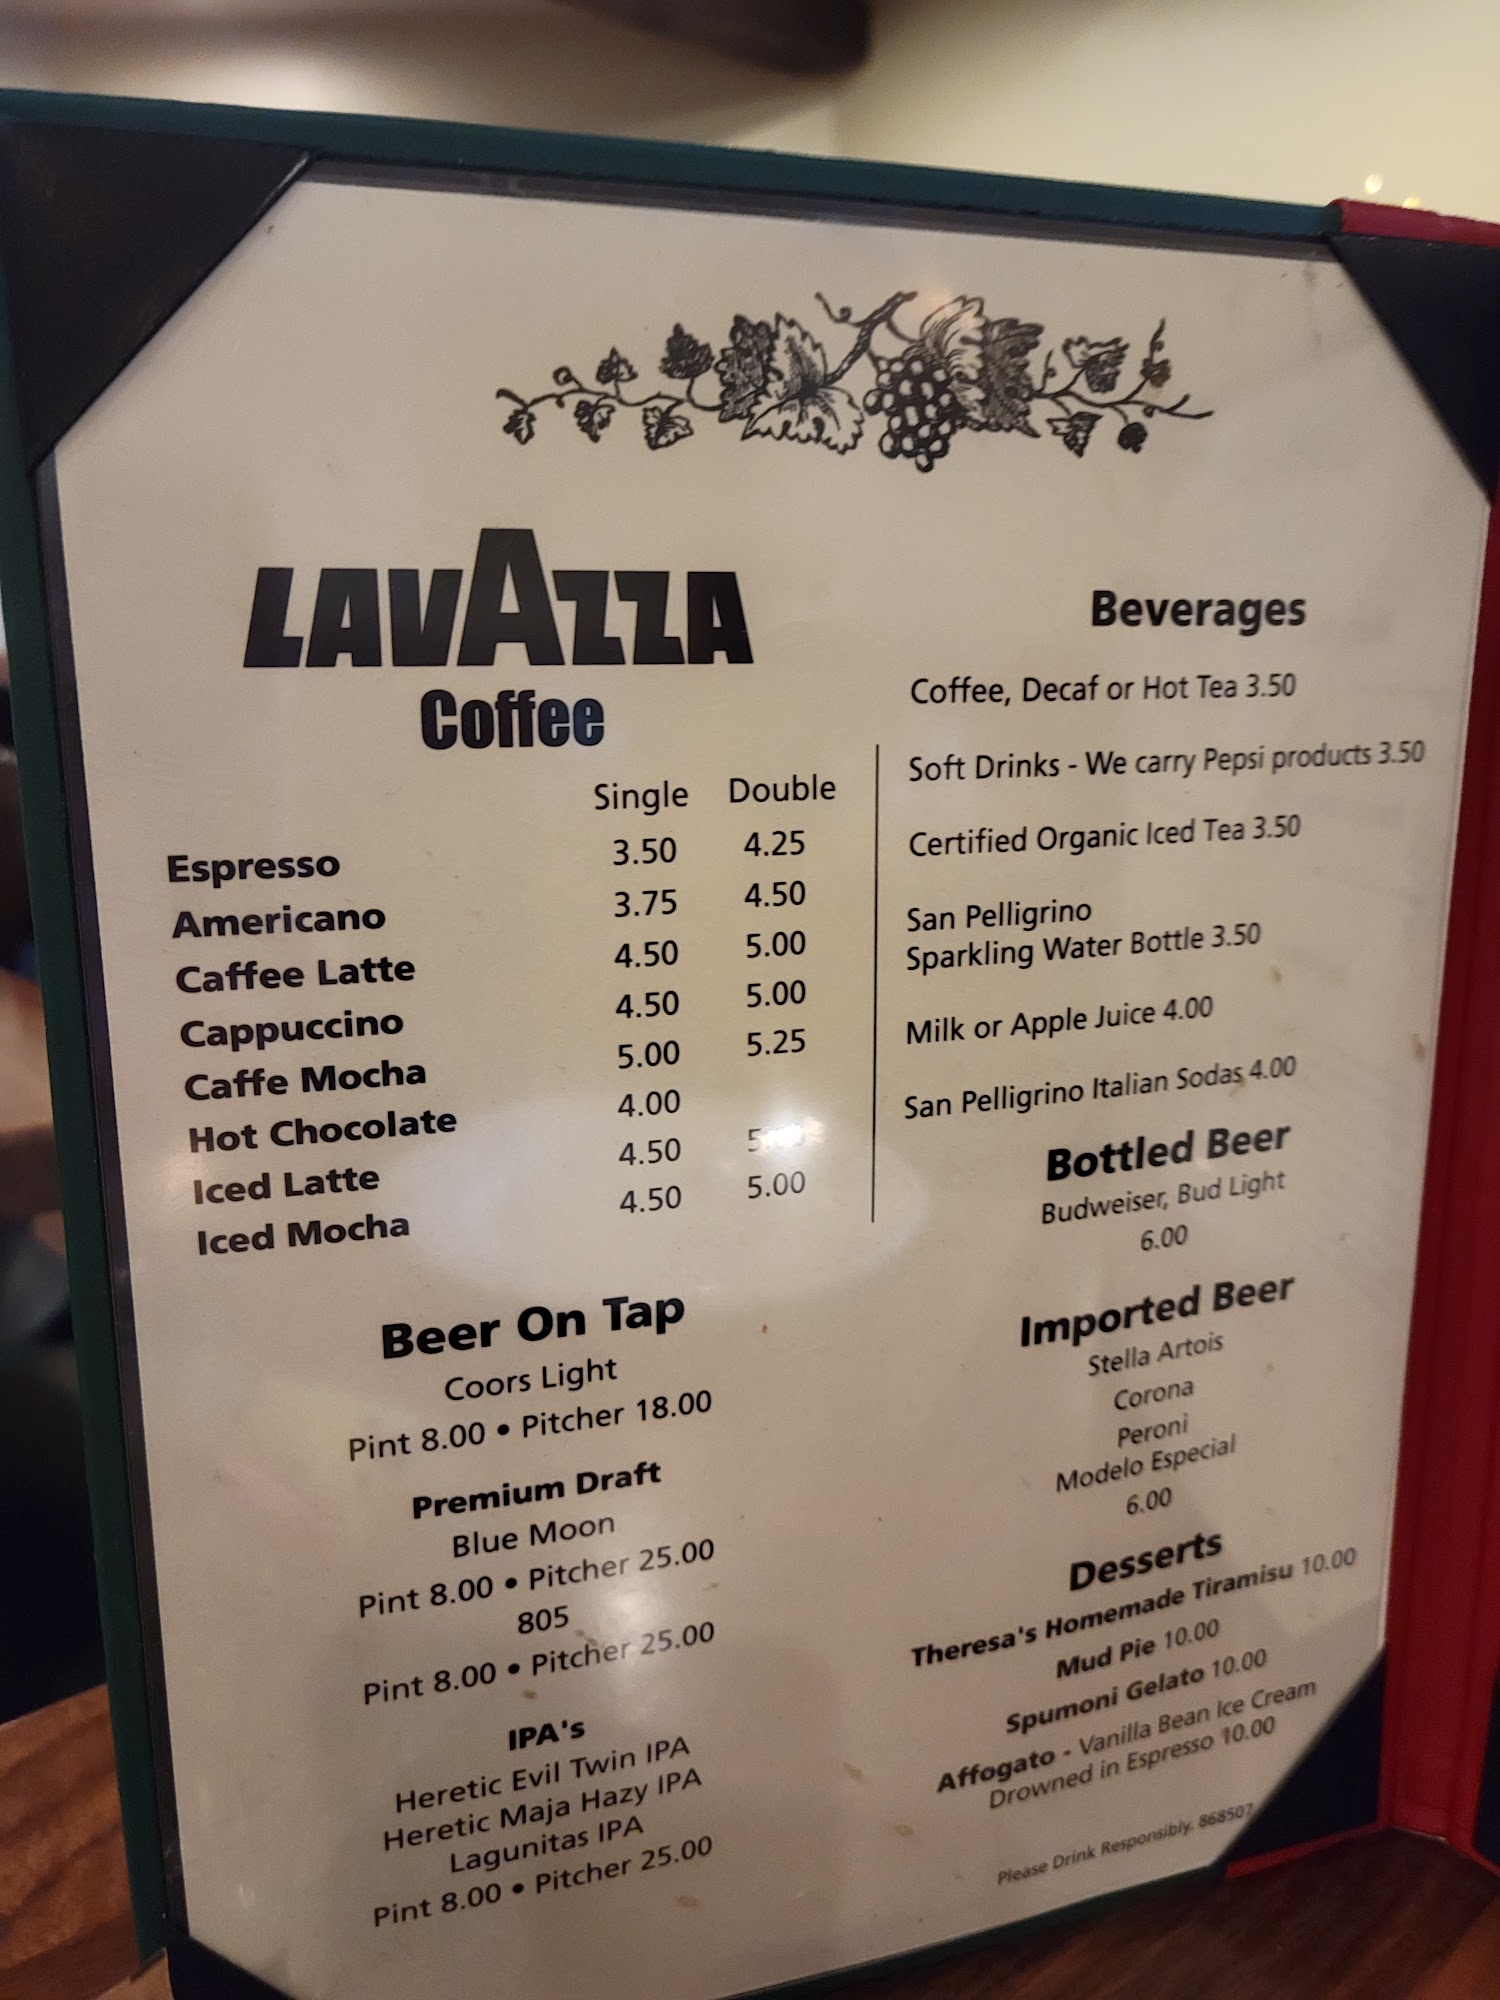 LAVAZZA
Coffee
Single Double
Espresso 3.50 4.25
Americano 3.75 4.50
Caffee Latte 4.50 5.00
Cappuccino 4.50 5.00
Caffe Mocha 5.00 5.25
Hot Chocolate 4.00
Iced Latte 4.50
Iced Mocha 4.50 5.00
Beer On Tap
Coors Light
Pint 8.00 • Pitcher 18.00
Premium Draft
Blue Moon
Pint 8.00 • Pitcher 25.00
805
Pint 8.00 • Pitcher 25.00
IPA's
Heretic Evil Twin IPA
Heretic Maja Hazy IPA
Lagunitas IPA
Pint 8.00 • Pitcher 25.00
Beverages
Coffee, Decaf or Hot Tea 3.50
Soft Drinks - We carry Pepsi products 3.50
Certified Organic Iced Tea 3.50
San Pelligrino
Sparkling Water Bottle 3.50
Milk or Apple Juice 4.00
San Pelligrino Italian Sodas 4.00
Bottled Beer
Budweiser, Bud Light
6.00
Imported Beer
Stella Artois
Corona
Peroni
Modelo Especial
6.00
Desserts
Theresa's Homemade Tiramisu 10.00
Mud Pie 10.00
Spumoni Gelato 10.00
Affogato - Vanilla Bean Ice Cream
Drowned in Espresso 10.00
Please Drink Responsibly. 868507